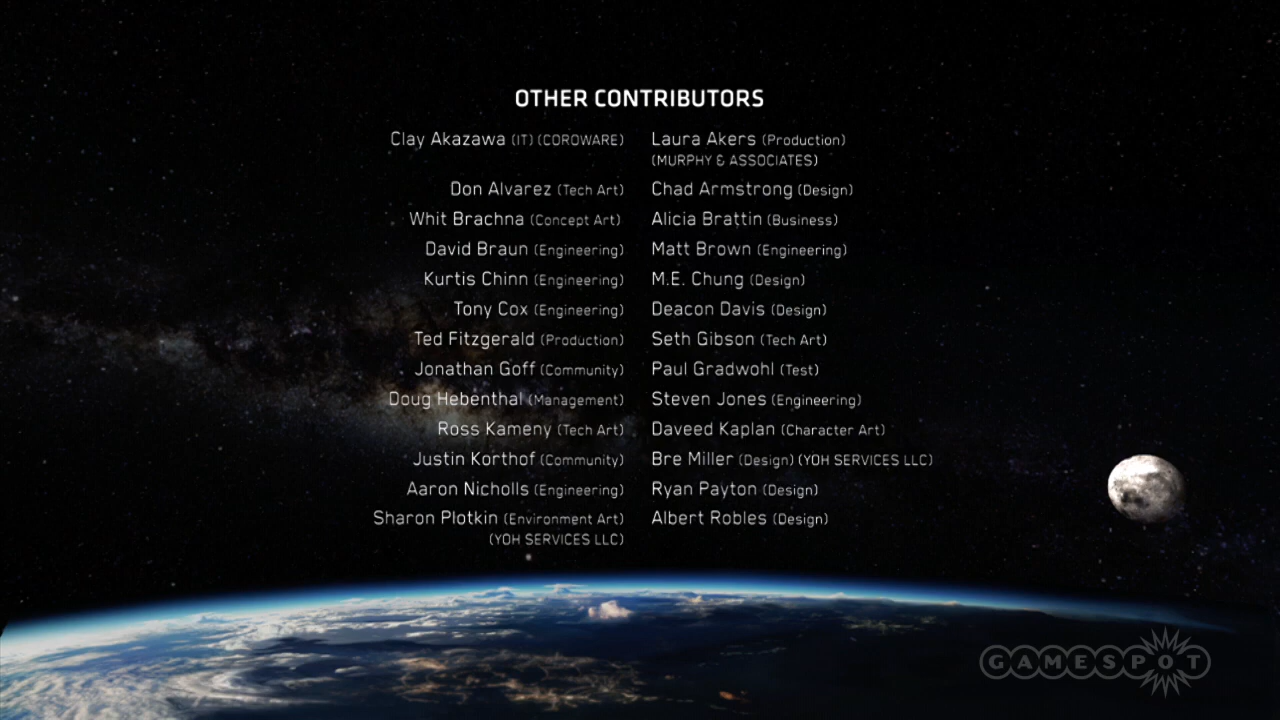 OTHER CONTRIBUTORS
Clay Akazawa (IT) (COROWARE) Laura Akers (Production)
(MURPHY & ASSOCIATES)
Don Alvarez (Tech Art) Chad Armstrong (Design)
Whit Brachna (Concept Art) Alicia Brattin (Business)
David Braun (Engineering) Matt Brown (Engineering)
Kurtis Chinn (Engineering) M.E. Chung (Design)
Tony Cox (Engineering) Deacon Davis (Design)
Ted Fitzgerald (Production) Seth Gibson (Tech Art)
Jonathan Goff (Community) Paul Gradwohl (Test)
Doug Hebenthal (Management) Steven Jones (Engineering)
Ross Kameny (Tech Art) Daveed Kaplan (Character Art)
Justin Korthof (Community) Bre Miller (Design) (YOH SERVICES LLC)
Aaron Nicholls (Engineering) Ryan Payton (Design)
Sharon Plotkin (Environment Art) Albert Robles (Design)
(YOH SERVICES LLC)
GAMESPOT